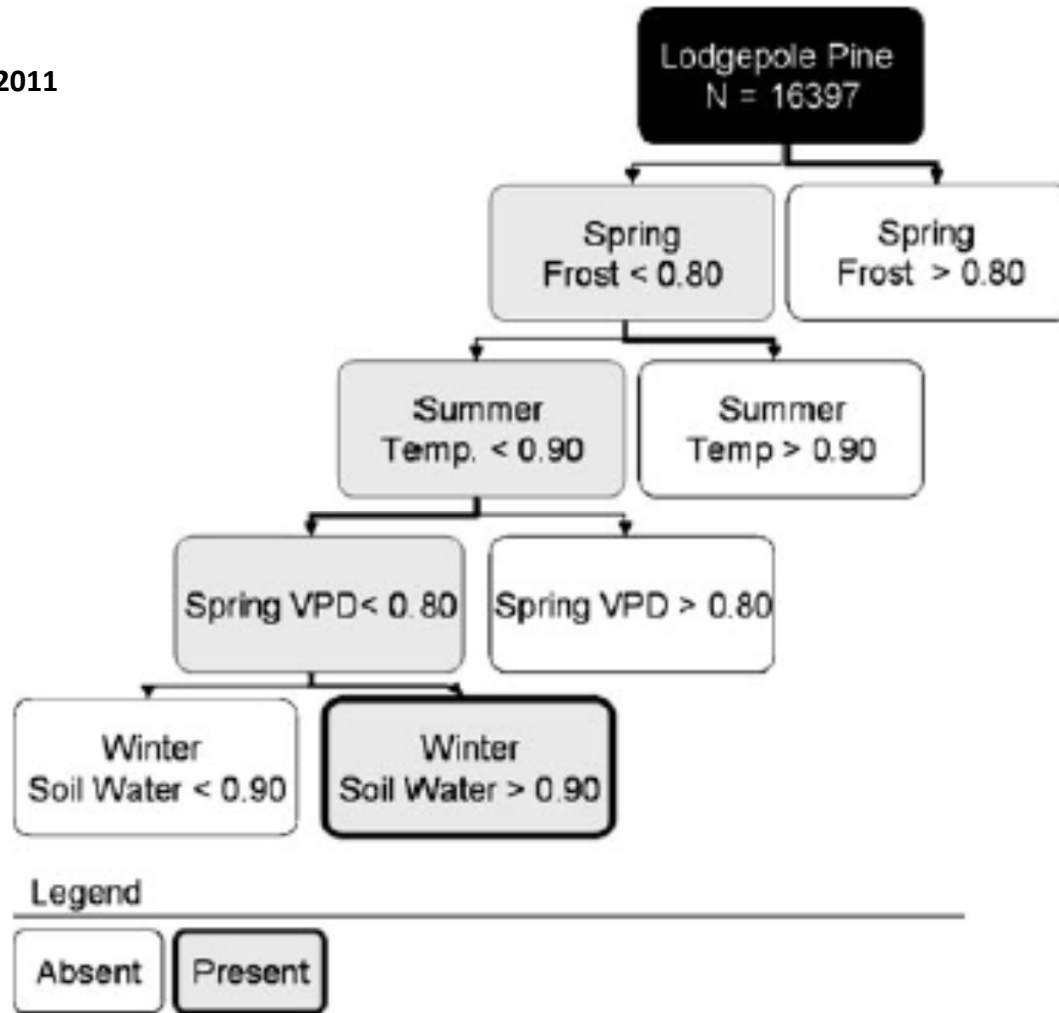 2011
Lodgepole Pine
N = 16397
Spring
Frost < 0.80
Spring
Frost > 0.80
Summer
Temp. < 0.90
Summer
Temp > 0.90
Spring VPD< 0.80
Spring VPD > 0.80
Winter
Soil Water < 0.90
Winter
Soil Water > 0.90
Legend
Absent
Present